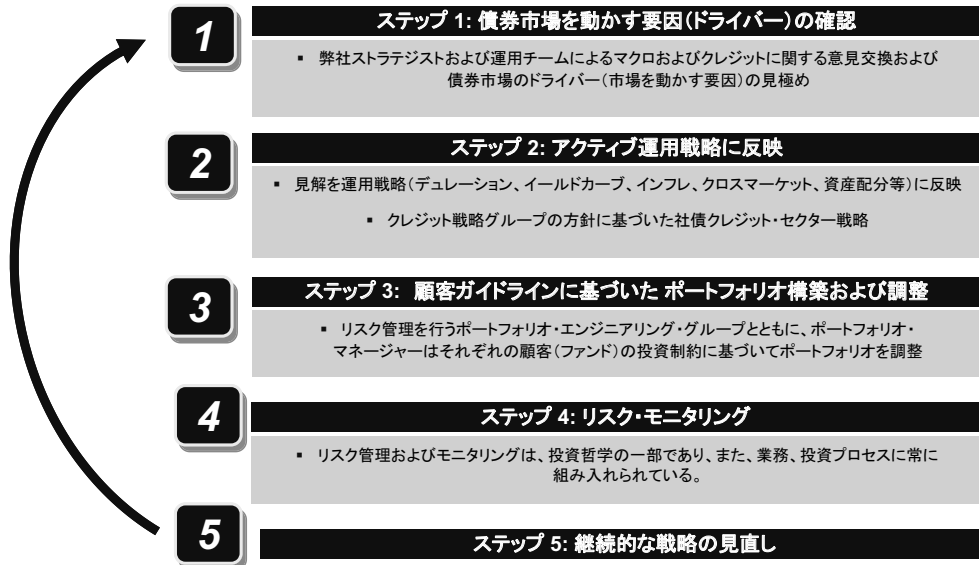 1
ステップ 1: 債券市場を動かす要因(ドライバー)の確認
▪ 弊社ストラテジストおよび運用チームによるマクロおよびクレジットに関する意見交換および
債券市場のドライバー(市場を動かす要因)の見極め
2
ステップ 2: アクティブ運用戦略に反映
▪ 見解を運用戦略(デュレーション、イールドカーブ、インフレ、クロスマーケット、資産配分等)に反映
▪ クレジット戦略グループの方針に基づいた社債クレジット・セクター戦略
3
ステップ 3: 顧客ガイドラインに基づいた ポートフォリオ構築および調整
▪ リスク管理を行うポートフォリオ・エンジニアリング・グループとともに、ポートフォリオ・
マネージャーはそれぞれの顧客(ファンド)の投資制約に基づいてポートフォリオを調整
4
ステップ 4: リスク・モニタリング
▪ リスク管理およびモニタリングは、投資哲学の一部であり、また、業務、投資プロセスに常に
組み入れられている。
5
ステップ 5: 継続的な戦略の見直し